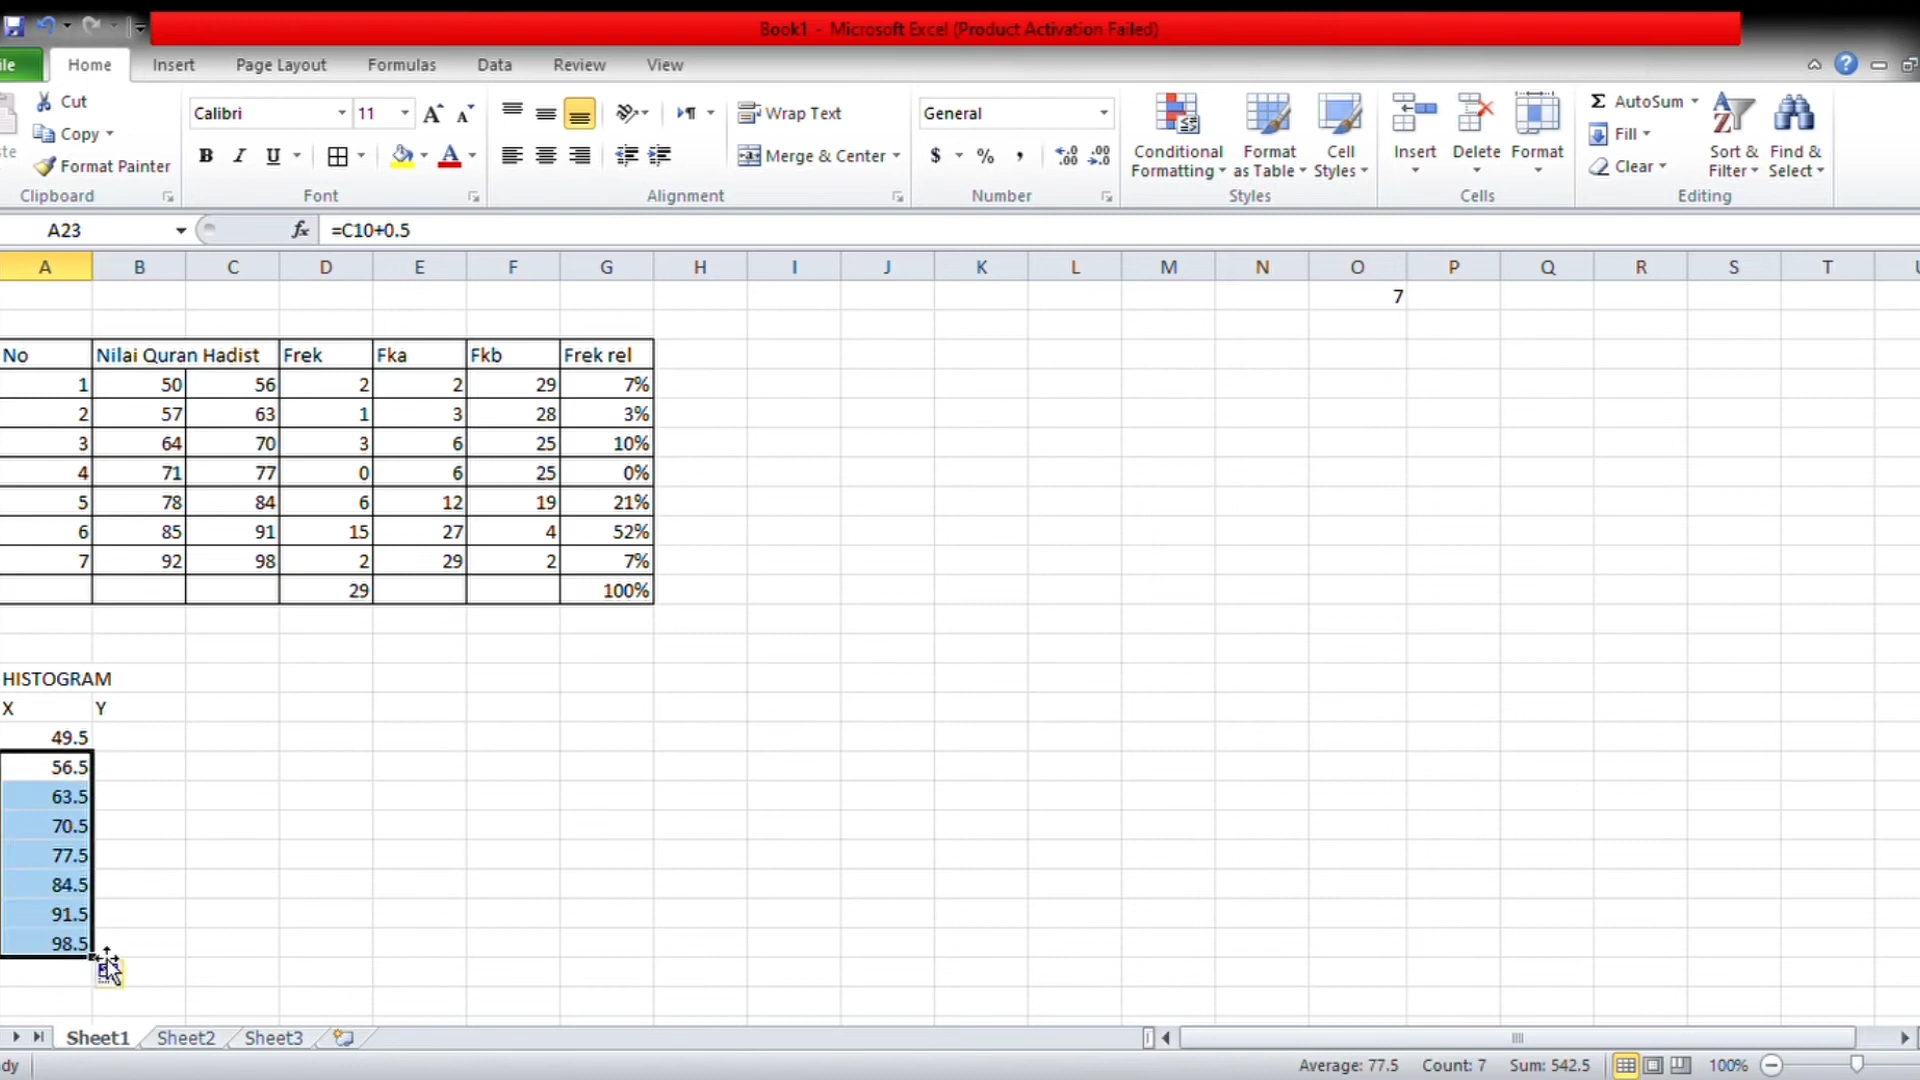 Book1 - Microsoft Excel (Product Activation Failed)
Home Insert Page Layout Formulas Data Review View
Cut
Copy
Format Painter
Clipboard
Calibri 11
B I U
Font
Wrap Text
Merge & Center
Alignment
General
$ % ,
Number
Conditional Formatting
Format as Table
Cell Styles
Styles
Insert Delete Format
Cells
Σ AutoSum
Fill
Clear
Sort & Filter
Find & Select
Editing
A23 fx =C10+0.5
A B C D E F G H I J K L M N O P Q R S T
7
No Nilai Quran Hadist Frek Fka Fkb Frek rel
1 50 56 2 2 29 7%
2 57 63 1 3 28 3%
3 64 70 3 6 25 10%
4 71 77 0 6 25 0%
5 78 84 6 12 19 21%
6 85 91 15 27 4 52%
7 92 98 2 29 2 7%
29 100%
HISTOGRAM
X Y
49.5
56.5
63.5
70.5
77.5
84.5
91.5
98.5
Sheet1 Sheet2 Sheet3
Average: 77.5 Count: 7 Sum: 542.5 100%